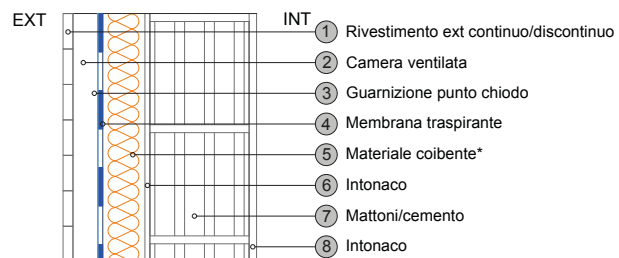 EXT
INT
1 Rivestimento ext continuo/discontinuo
2 Camera ventilata
3 Guarnizione punto chiodo
4 Membrana traspirante
5 Materiale coibente*
6 Intonaco
7 Mattoni/cemento
8 Intonaco